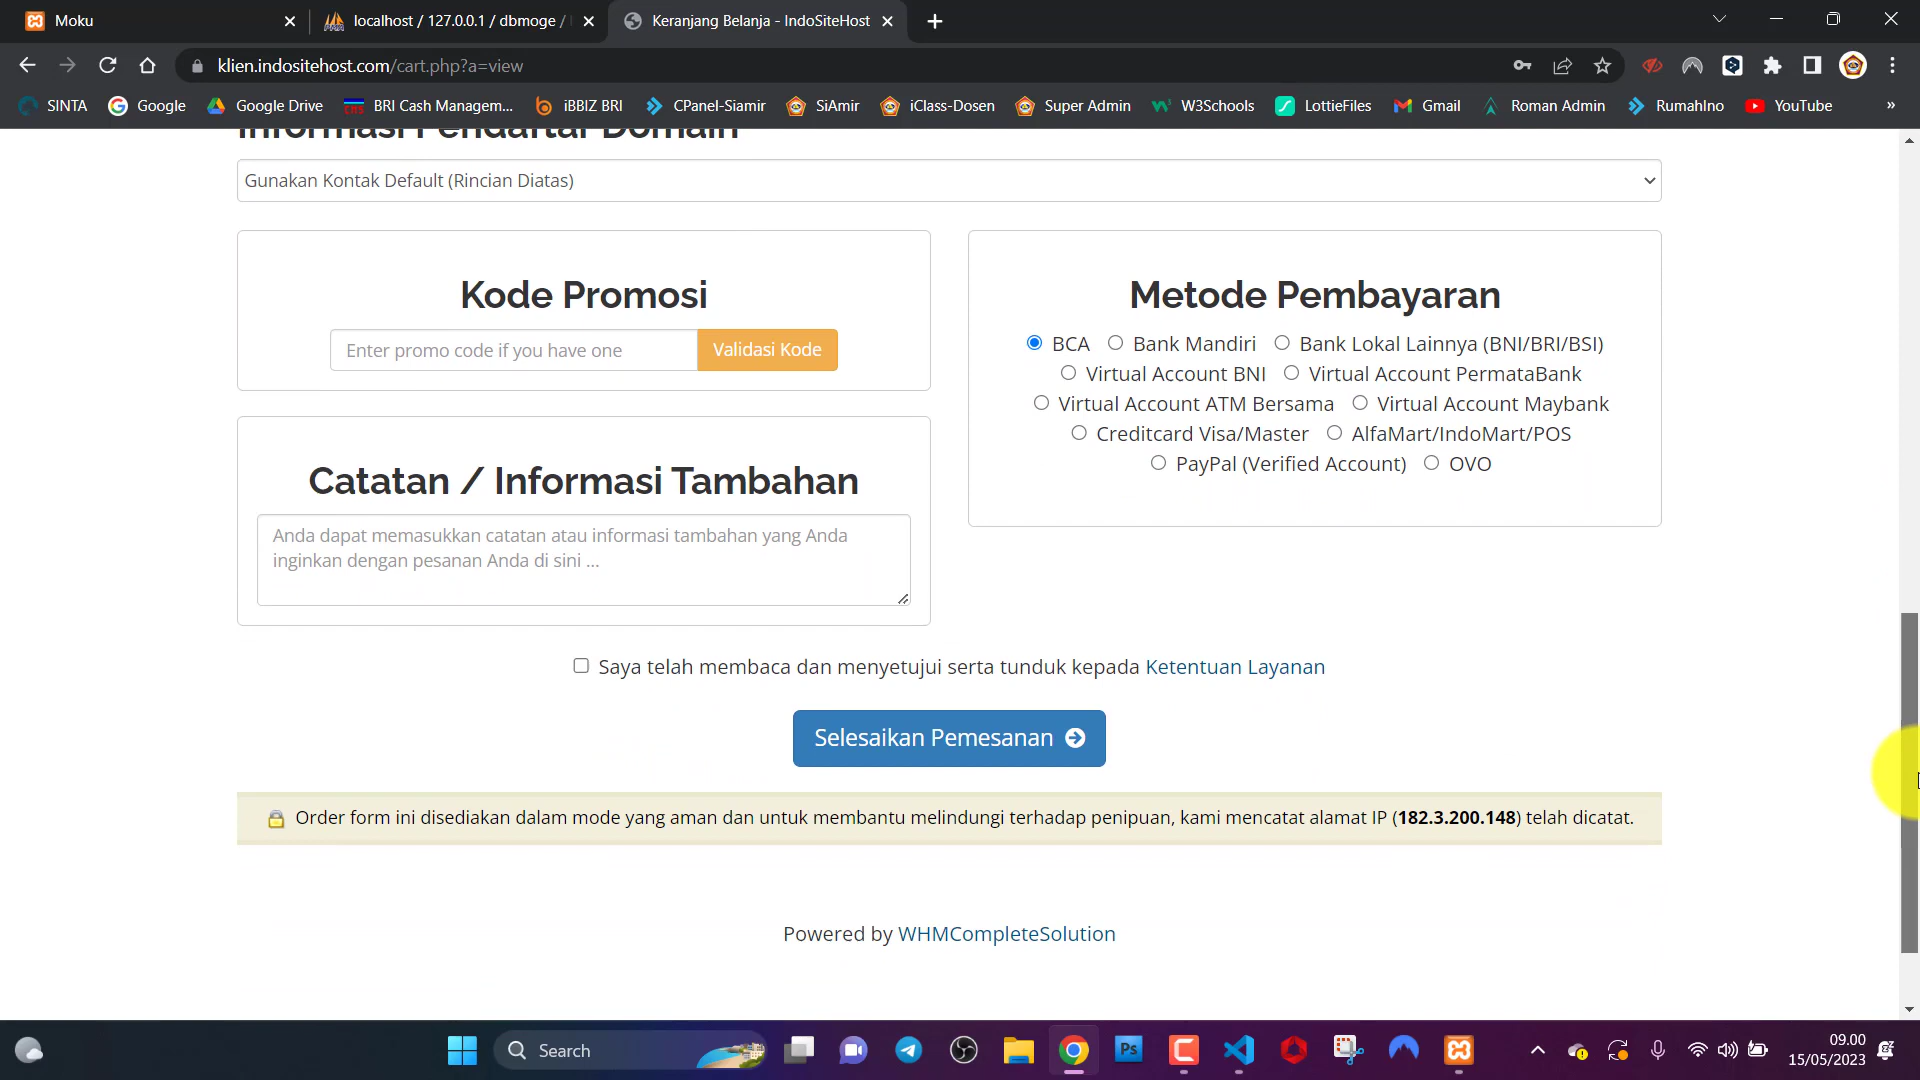 Moku
localhost / 127.0.0.1 / dbmoge /
Keranjang Belanja - IndoSiteHost
klien.indositehost.com/cart.php?a=view
SINTA
Google
Google Drive
BRI Cash Managem...
iBBIZ BRI
CPanel-Siamir
SiAmir
iClass-Dosen
Super Admin
W3Schools
LottieFiles
Gmail
Roman Admin
RumahIno
YouTube
»
Informasi Pendaftar Domain
Gunakan Kontak Default (Rincian Diatas)
Kode Promosi
Enter promo code if you have one
Validasi Kode
Metode Pembayaran
BCA Bank Mandiri Bank Lokal Lainnya (BNI/BRI/BSI)
Virtual Account BNI Virtual Account PermataBank
Virtual Account ATM Bersama Virtual Account Maybank
Creditcard Visa/Master AlfaMart/IndoMart/POS
PayPal (Verified Account) OVO
Catatan / Informasi Tambahan
Anda dapat memasukkan catatan atau informasi tambahan yang Anda
inginkan dengan pesanan Anda di sini ...
Saya telah membaca dan menyetujui serta tunduk kepada Ketentuan Layanan
Selesaikan Pemesanan
Order form ini disediakan dalam mode yang aman dan untuk membantu melindungi terhadap penipuan, kami mencatat alamat IP (182.3.200.148) telah dicatat.
Powered by WHMCompleteSolution
Search
Ps
09.00
15/05/2023